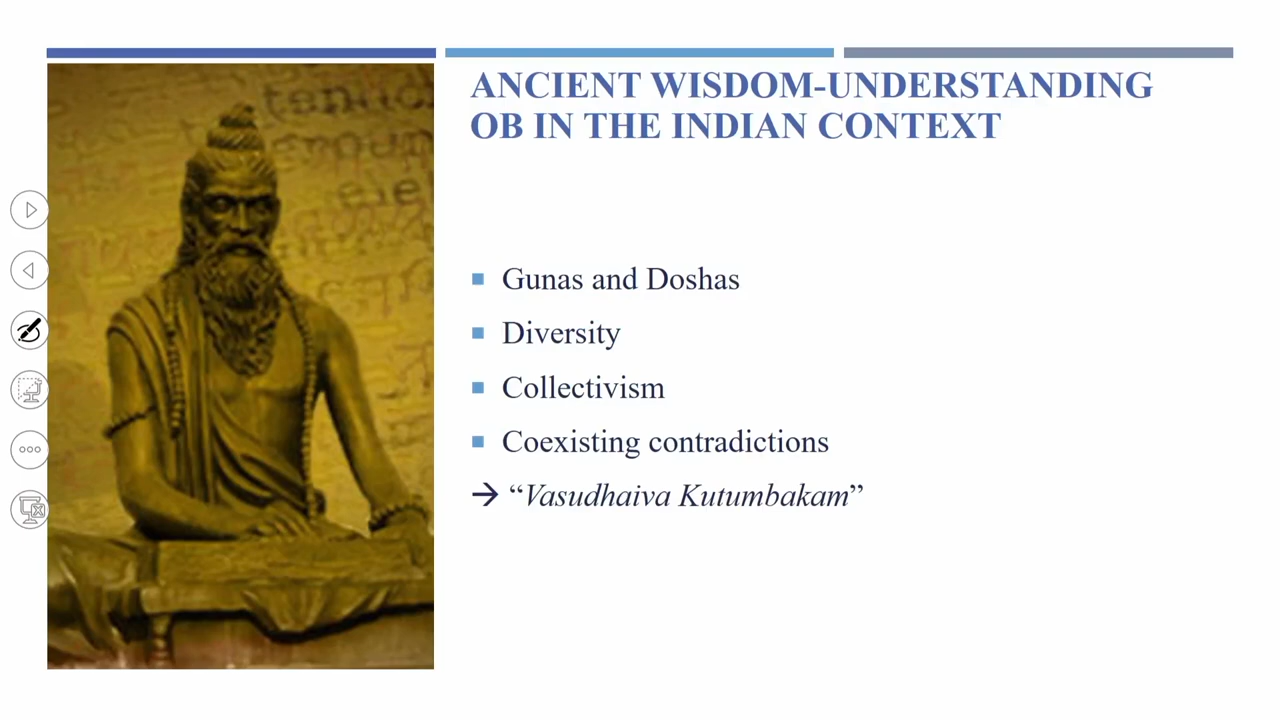 ANCIENT WISDOM-UNDERSTANDING
OB IN THE INDIAN CONTEXT
Gunas and Doshas
Diversity
Collectivism
Coexisting contradictions
→ “Vasudhaiva Kutumbakam”